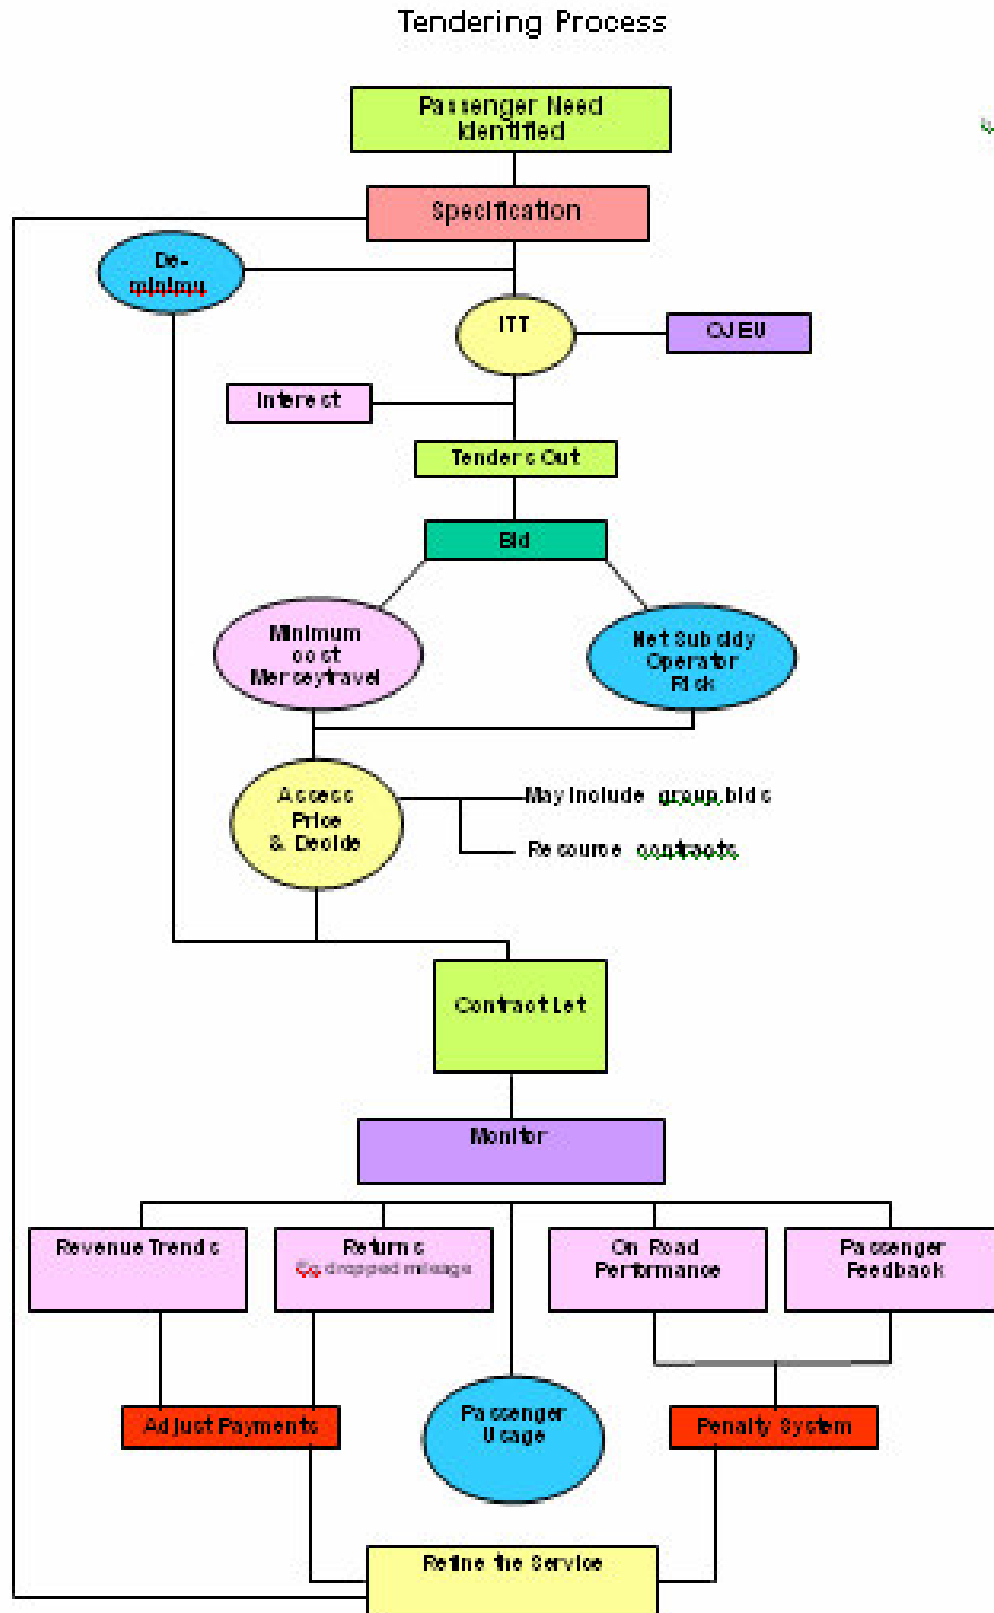 Tendering Process
Passenger Need
Identified
Specification
De-
minimu
ITT
OJEU
Interest
Tenders Out
Bid
Minimum
cost
Merseytravel
Net Subsidy
Operator
Risk
Assess
Price
& Decide
May include group bids
Resource contracts
Contract Let
Monitor
Revenue Trends
Returns
Eg dropped mileage
On Road
Performance
Passenger
Feedback
Adjust Payments
Passenger
Usage
Penalty System
Refine the Service